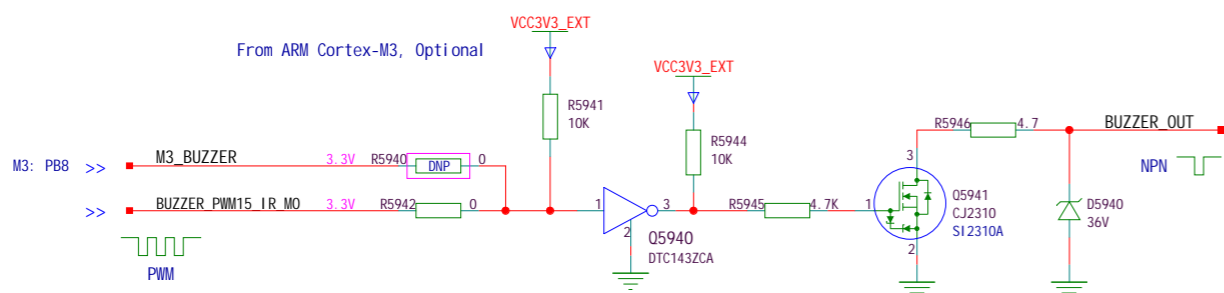 VCC3V3_EXT
From ARM Cortex-M3, Optional
VCC3V3_EXT
R5941
10K
R5944
10K
R5946 4.7
BUZZER_OUT
M3: PB8 >>
M3_BUZZER
3.3V
R5940
DNP
0
3
NPN
>>
BUZZER_PWM15_IR_MO
3.3V
R5942
0
1
3
2
R5945
4.7K
1
Q5941
CJ2310
SI2310A
D5940
36V
Q5940
DTC143ZCA
2
PWM